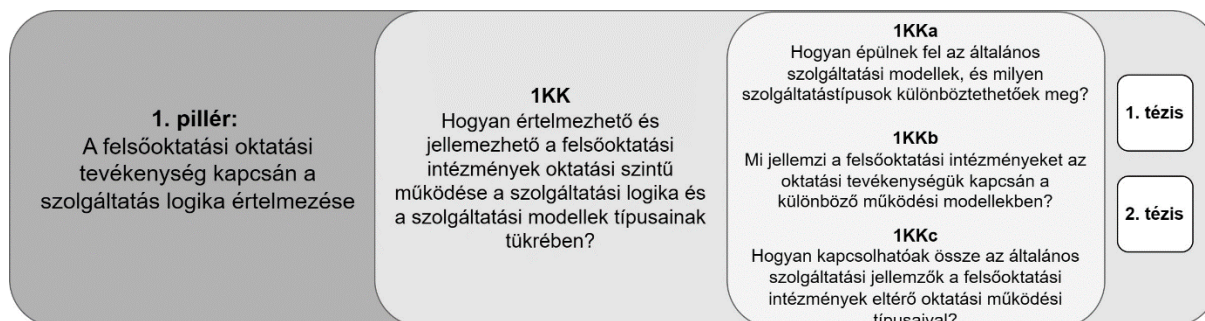 1. pillér:
A felsőoktatási oktatási
tevékenység kapcsán a
szolgáltatás logika értelmezése
1KK
Hogyan értelmezhető és
jellemezhető a felsőoktatási
intézmények oktatási szintű
működése a szolgáltatási logika és
a szolgáltatási modellek típusainak
tükrében?
1KKa
Hogyan épülnek fel az általános
szolgáltatási modellek, és milyen
szolgáltatástípusok különböztethetőek meg?
1KKb
Mi jellemzi a felsőoktatási intézményeket az
oktatási tevékenységük kapcsán a
különböző működési modellekben?
1KKc
Hogyan kapcsolhatóak össze az általános
szolgáltatási jellemzők a felsőoktatási
intézmények eltérő oktatási működési
típusaival?
1. tézis
2. tézis